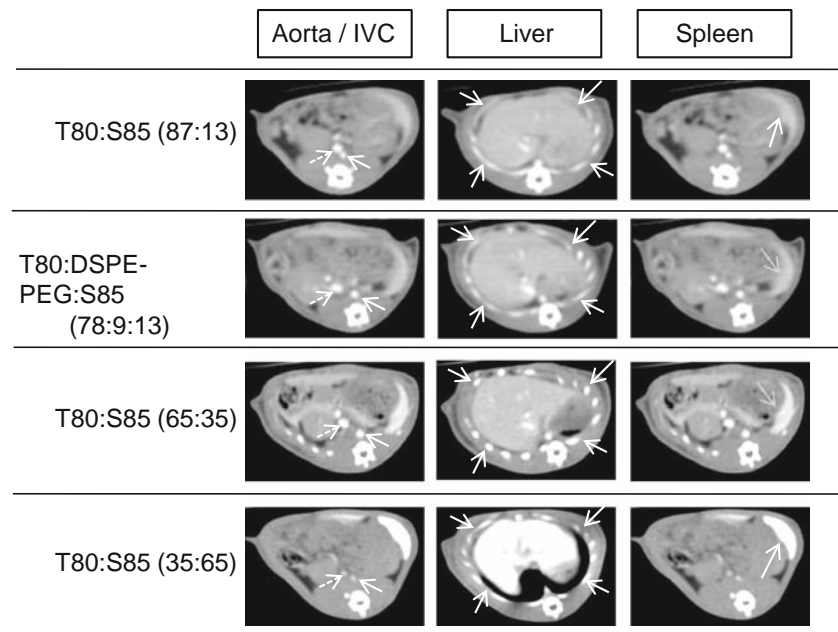 Aorta / IVC
Liver
Spleen
T80:S85 (87:13)
T80:DSPE-
PEG:S85
(78:9:13)
T80:S85 (65:35)
T80:S85 (35:65)